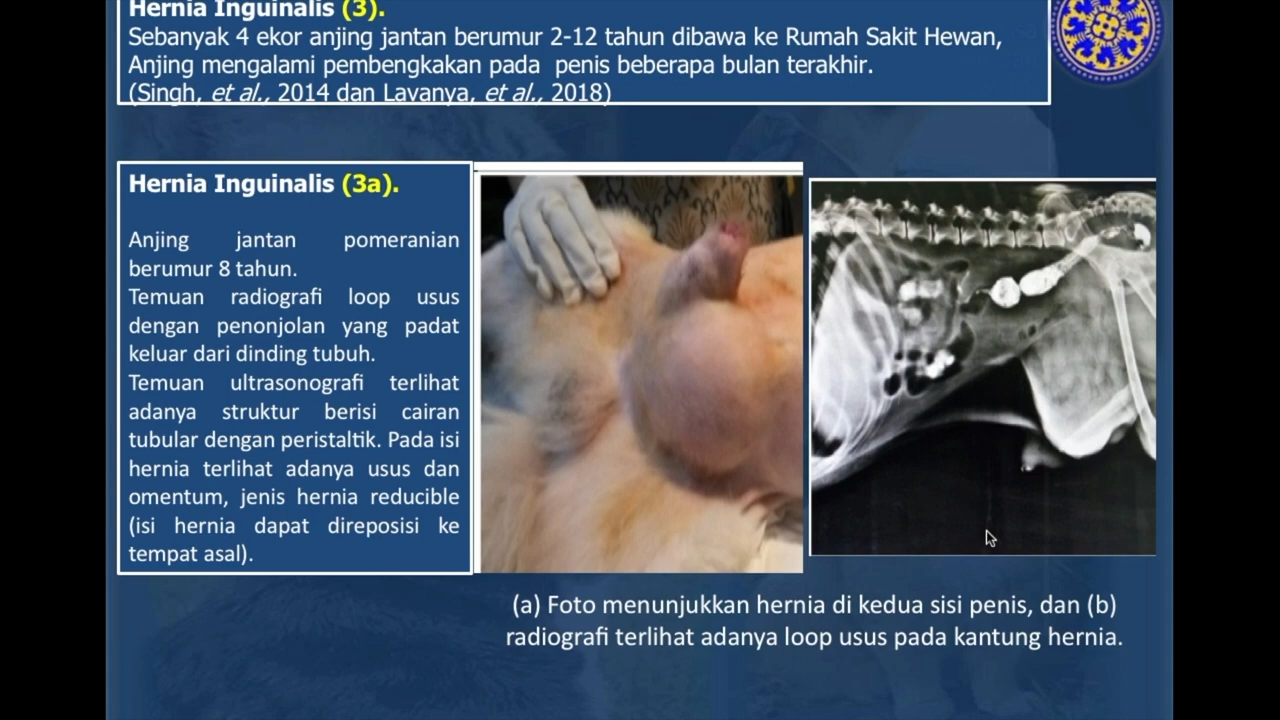 Hernia Inguinalis (3).
Sebanyak 4 ekor anjing jantan berumur 2-12 tahun dibawa ke Rumah Sakit Hewan,
Anjing mengalami pembengkakan pada penis beberapa bulan terakhir.
(Singh, et al., 2014 dan Lavanya, et al., 2018)
Hernia Inguinalis (3a).
Anjing jantan pomeranian
berumur 8 tahun.
Temuan radiografi loop usus
dengan penonjolan yang padat
keluar dari dinding tubuh.
Temuan ultrasonografi terlihat
adanya struktur berisi cairan
tubular dengan peristaltik. Pada isi
hernia terlihat adanya usus dan
omentum, jenis hernia reducible
(isi hernia dapat direposisi ke
tempat asal).
(a) Foto menunjukkan hernia di kedua sisi penis, dan (b)
radiografi terlihat adanya loop usus pada kantung hernia.